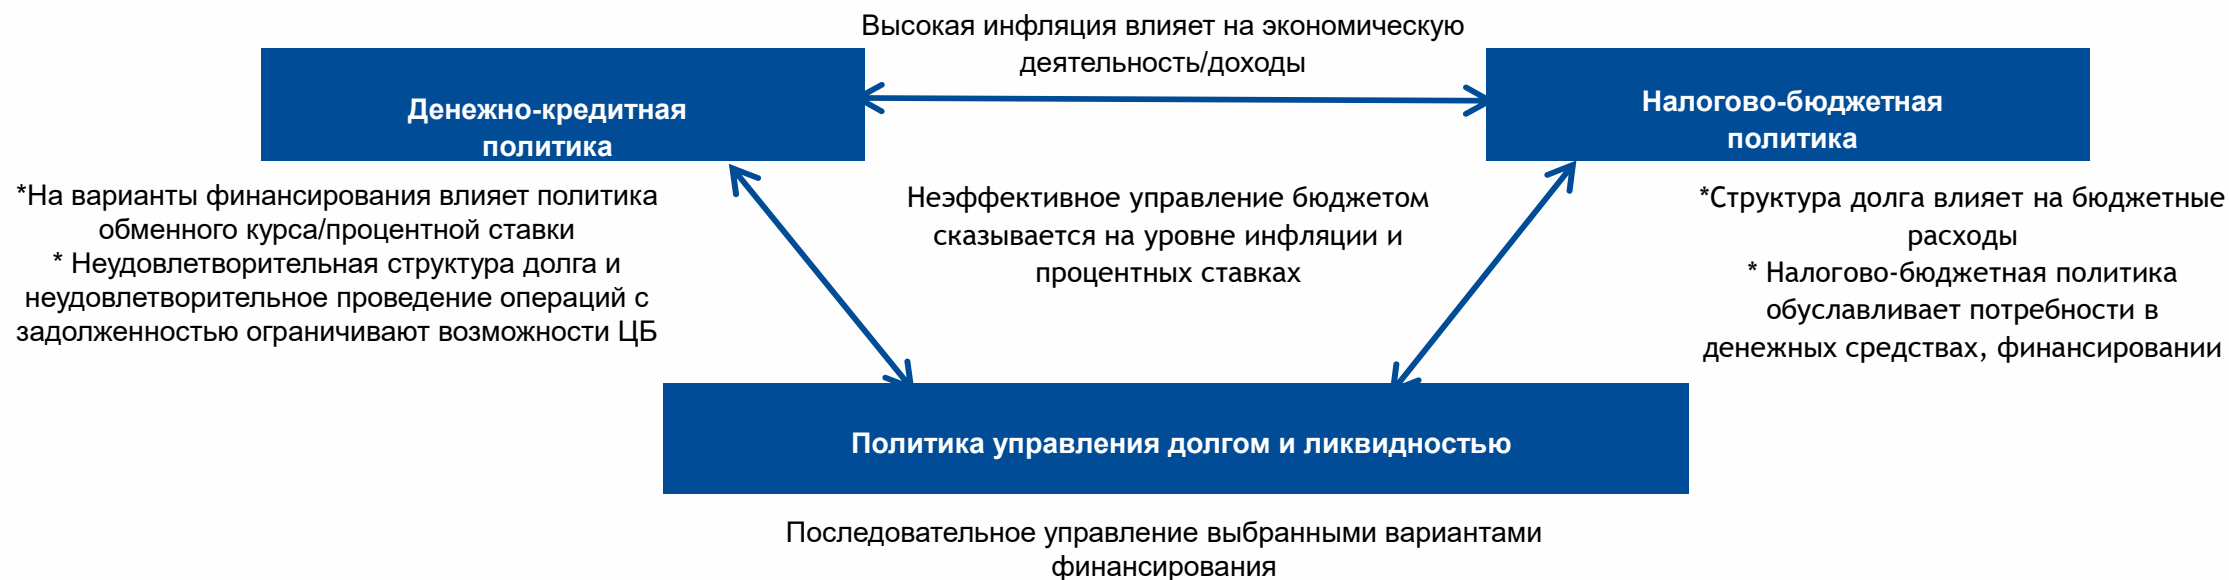 Высокая инфляция влияет на экономическую
деятельность/доходы
Денежно-кредитная
политика
Налогово-бюджетная
политика
*На варианты финансирования влияет политика
обменного курса/процентной ставки
* Неудовлетворительная структура долга и
неудовлетворительное проведение операций с
задолженностью ограничивают возможности ЦБ
Неэффективное управление бюджетом
сказывается на уровне инфляции и
процентных ставках
*Структура долга влияет на бюджетные
расходы
* Налогово-бюджетная политика
обуславливает потребности в
денежных средствах, финансировании
Политика управления долгом и ликвидностью
Последовательное управление выбранными вариантами
финансирования